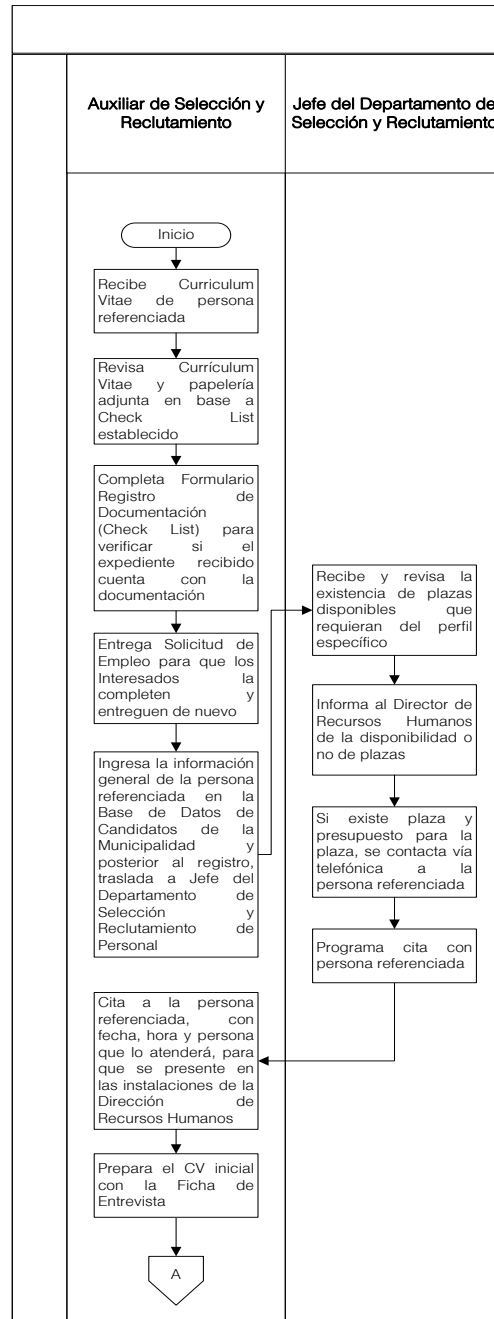 Auxiliar de Selección y
Reclutamiento
Jefe del Departamento de
Selección y Reclutamiento
Inicio
Recibe Curriculum
Vitae de persona
referenciada
Revisa Currículum
Vitae y papelería
adjunta en base a
Check List
establecido
Completa Formulario
Registro de
Documentación
(Check List) para
verificar si el
expediente recibido
cuenta con la
documentación
Entrega Solicitud de
Empleo para que los
Interesados la
completen y
entreguen de nuevo
Ingresa la información
general de la persona
referenciada en la
Base de Datos de
Candidatos de la
Municipalidad y
posterior al registro,
traslada a Jefe del
Departamento de
Selección y
Reclutamiento de
Personal
Recibe y revisa la
existencia de plazas
disponibles que
requieran del perfil
específico
Informa al Director de
Recursos Humanos
de la disponibilidad o
no de plazas
Si existe plaza y
presupuesto para la
plaza, se contacta vía
telefónica a la
persona referenciada
Programa cita con
persona referenciada
Cita a la persona
referenciada, con
fecha, hora y persona
que lo atenderá, para
que se presente en
las instalaciones de la
Dirección de
Recursos Humanos
Prepara el CV inicial
con la Ficha de
Entrevista
A